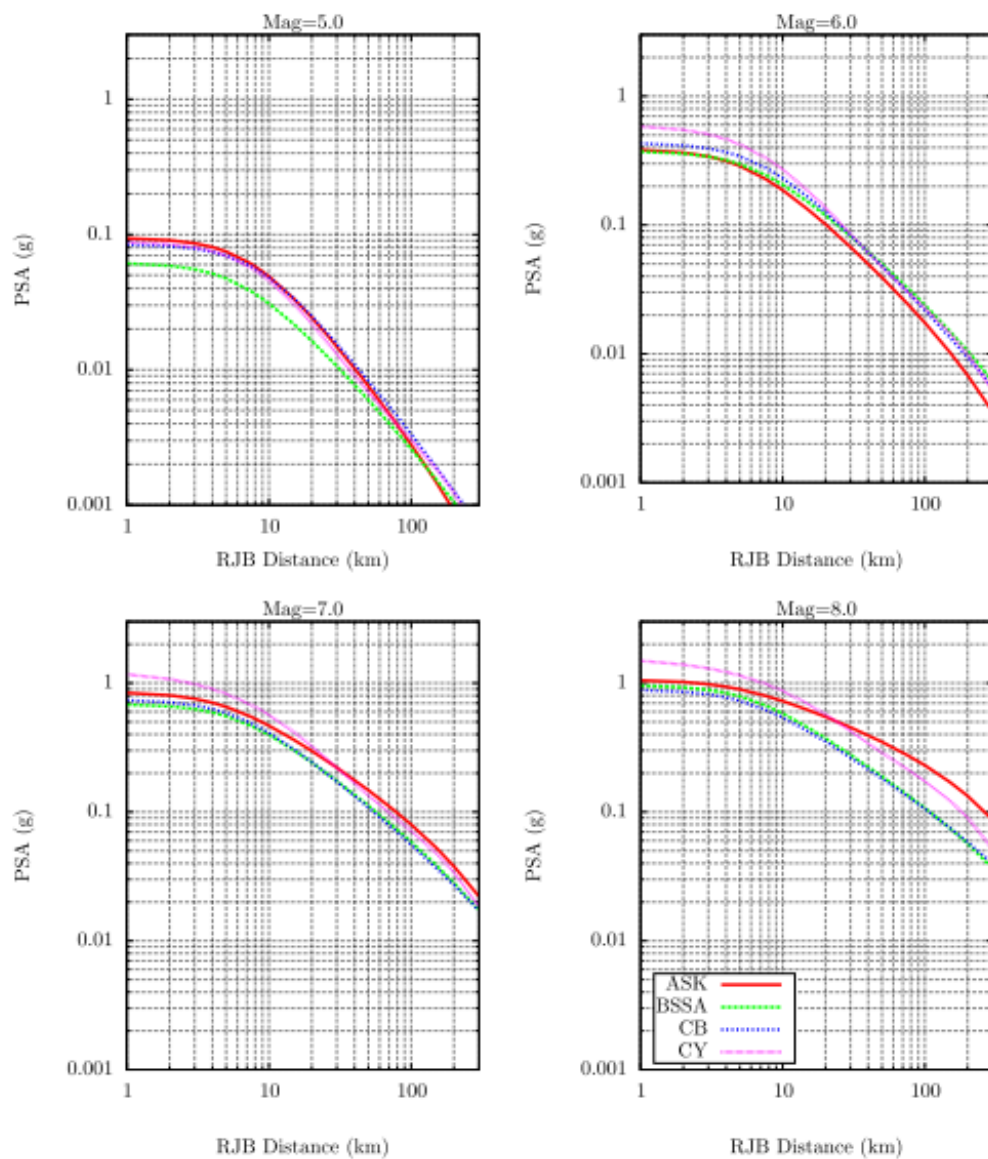 Mag=5.0
1
0.1
0.01
0.001
PSA (g)
1 10 100
RJB Distance (km)
Mag=6.0
1
0.1
0.01
0.001
PSA (g)
1 10 100
RJB Distance (km)
Mag=7.0
1
0.1
0.01
0.001
PSA (g)
1 10 100
RJB Distance (km)
Mag=8.0
1
0.1
0.01
0.001
PSA (g)
ASK
BSSA
CB
CY
1 10 100
RJB Distance (km)